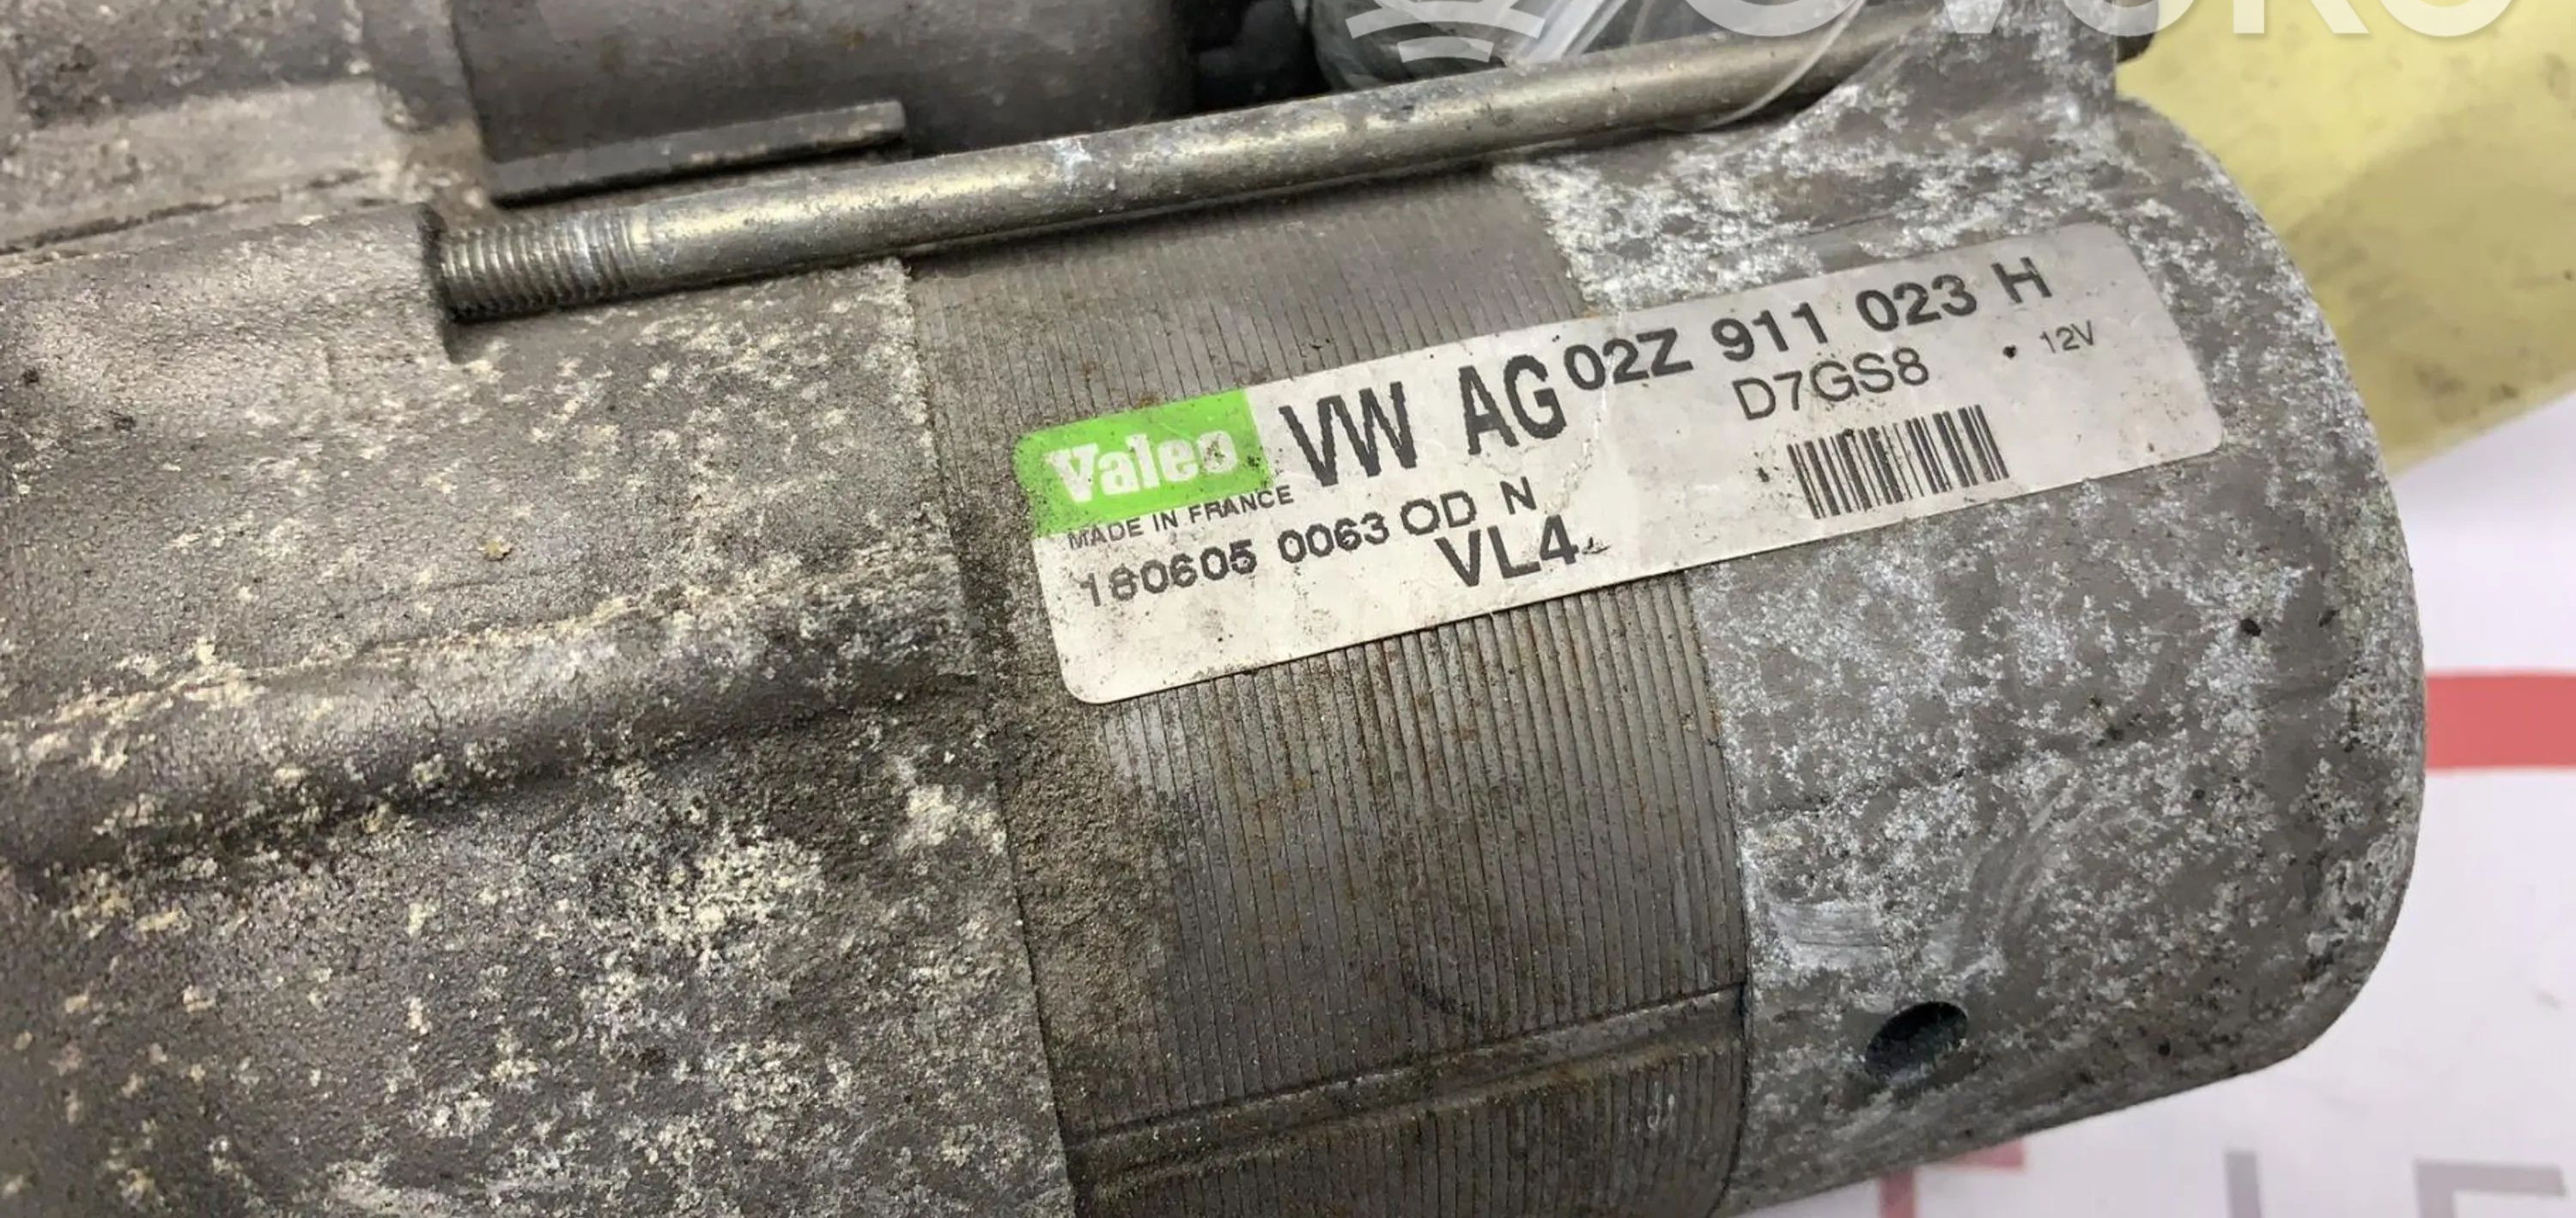 Valeo VW AG 02Z 911 023 H
MADE IN FRANCE D7GS8 12V
180605 0063 OD N
VL4